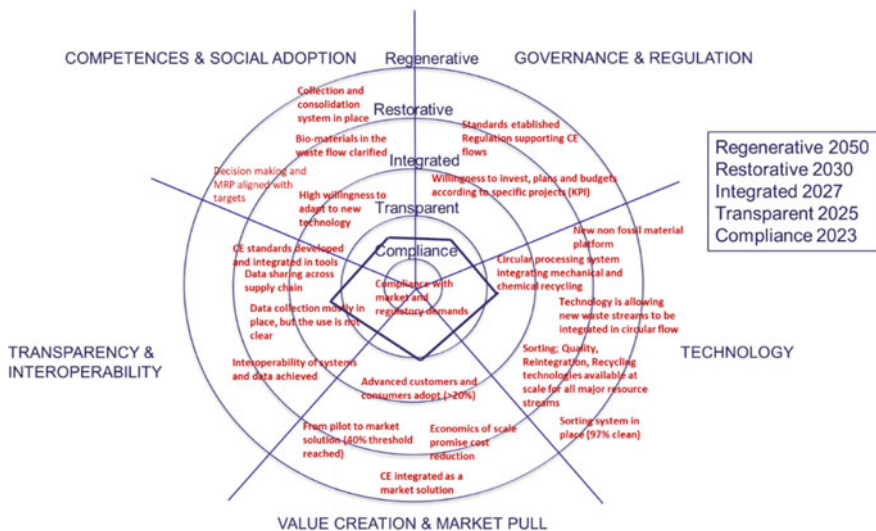 COMPETENCES & SOCIAL ADOPTION
Regenerative
GOVERNANCE & REGULATION
Collection and
consolidation
system in place
Restorative
Standards etablished
Regulation supporting CE
flows
Bio-materials in the
waste flow clarified
Integrated
Decision making and
MRP aligned with
targets
Willingness to invest, plans and budgets
according to specific projects (KPI)
High willingness to
adapt to new
technology
Transparent
Regenerative 2050
Restorative 2030
Integrated 2027
Transparent 2025
Compliance 2023
New non fossil material
platform
CE standards developed
and integrated in tools
Compliance
Circular processing system
integrating mechanical and
chemical recycling
Data sharing across
supply chain
Compliance with
market and
regulatory demands
Technology is allowing
new waste streams to be
integrated in circular flow
Data collection mostly in
place, but the use is not
clear
TRANSPARENCY &
INTEROPERABILITY
TECHNOLOGY
Sorting; Quality,
Reintegration, Recycling
technologies available at
scale for all major resource
streams
Interoperability of systems
and data achieved
Advanced customers and
consumers adopt (>20%)
Sorting system in
place (97% clean)
From pilot to market
solution (40% threshold
reached)
Economics of scale
promise cost
reduction
CE integrated as a
market solution
VALUE CREATION & MARKET PULL